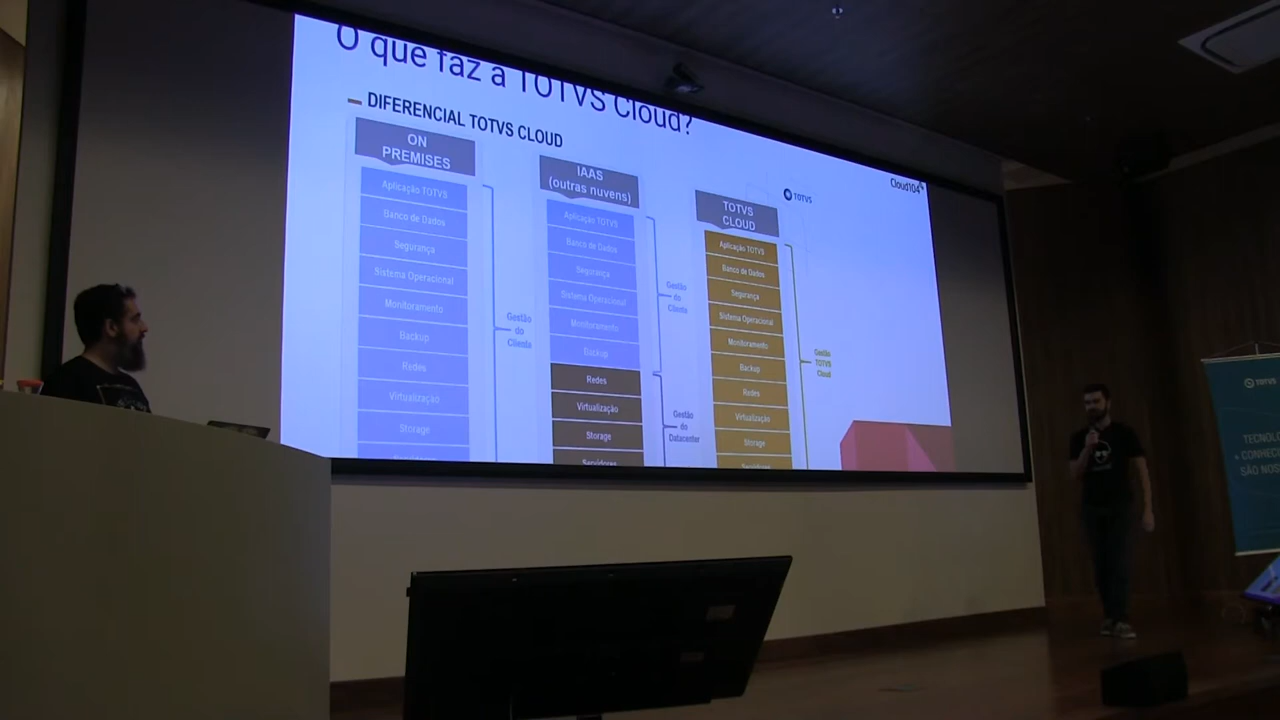 O que faz a TOTVS Cloud?
DIFERENCIAL TOTVS CLOUD
Cloud104
TOTVS
ON
PREMISES
Aplicação TOTVS
Banco de Dados
Segurança
Sistema Operacional
Monitoramento
Backup
Redes
Virtualização
Storage
Gestão
do
Cliente
IAAS
(outras nuvens)
Aplicação TOTVS
Banco de Dados
Segurança
Sistema Operacional
Monitoramento
Backup
Redes
Virtualização
Storage
Servidores
Gestão
do
Cliente
Gestão
do
Datacenter
TOTVS
CLOUD
Aplicação TOTVS
Banco de Dados
Segurança
Sistema Operacional
Monitoramento
Backup
Redes
Virtualização
Storage
Gestão
TOTVS
Cloud
TOTVS
TECNOL
& CONHEC
SÃO NOS